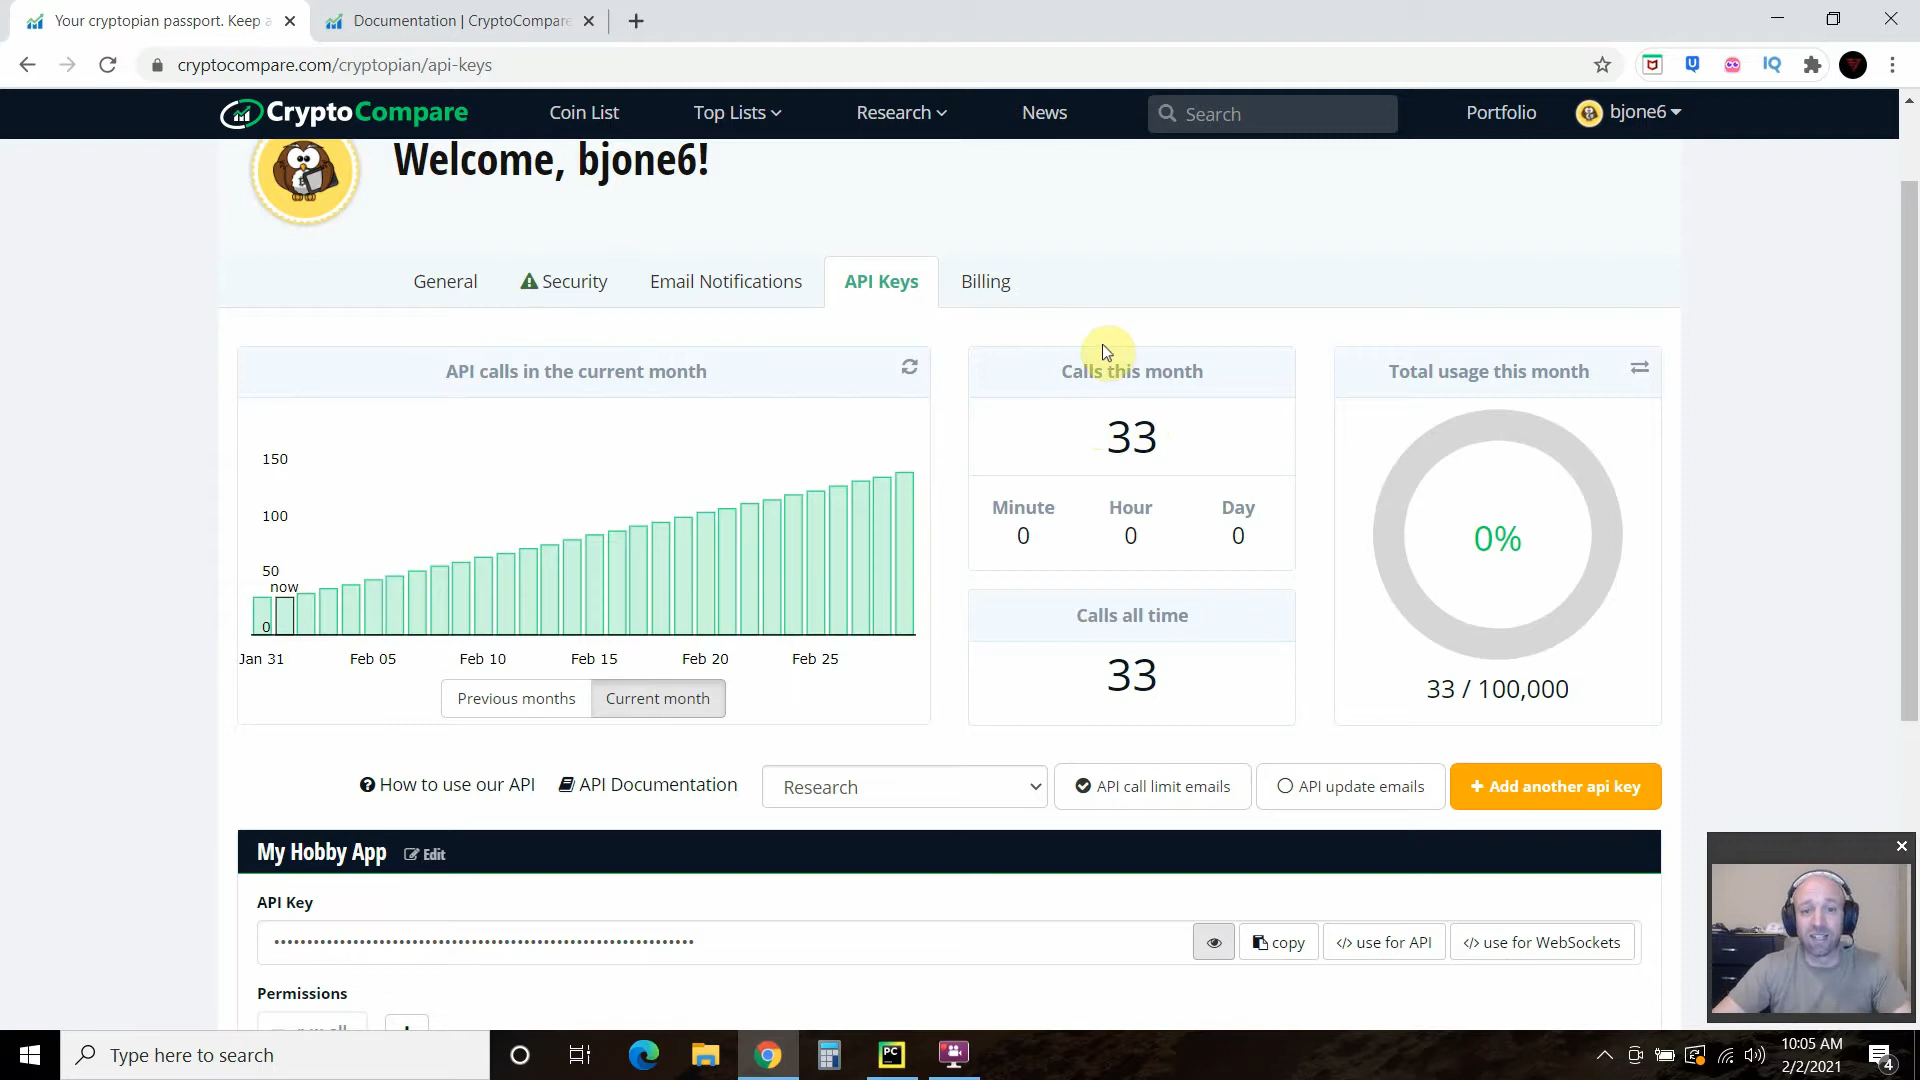 Your cryptopian passport. Keep a
Documentation | CryptoCompare
cryptocompare.com/cryptopian/api-keys
CryptoCompare
Coin List
Top Lists
Research
News
Search
Portfolio
bjone6
Welcome, bjone6!
General
Security
Email Notifications
API Keys
Billing
API calls in the current month
150
100
50
now
0
Jan 31
Feb 05
Feb 10
Feb 15
Feb 20
Feb 25
Previous months
Current month
Calls this month
33
Minute
Hour
Day
0
0
0
Calls all time
33
Total usage this month
0%
33 / 100,000
How to use our API
API Documentation
Research
API call limit emails
API update emails
+ Add another api key
My Hobby App
Edit
API Key
copy
</> use for API
</> use for WebSockets
Permissions
Type here to search
PC
10:05 AM
2/2/2021
4
IQ